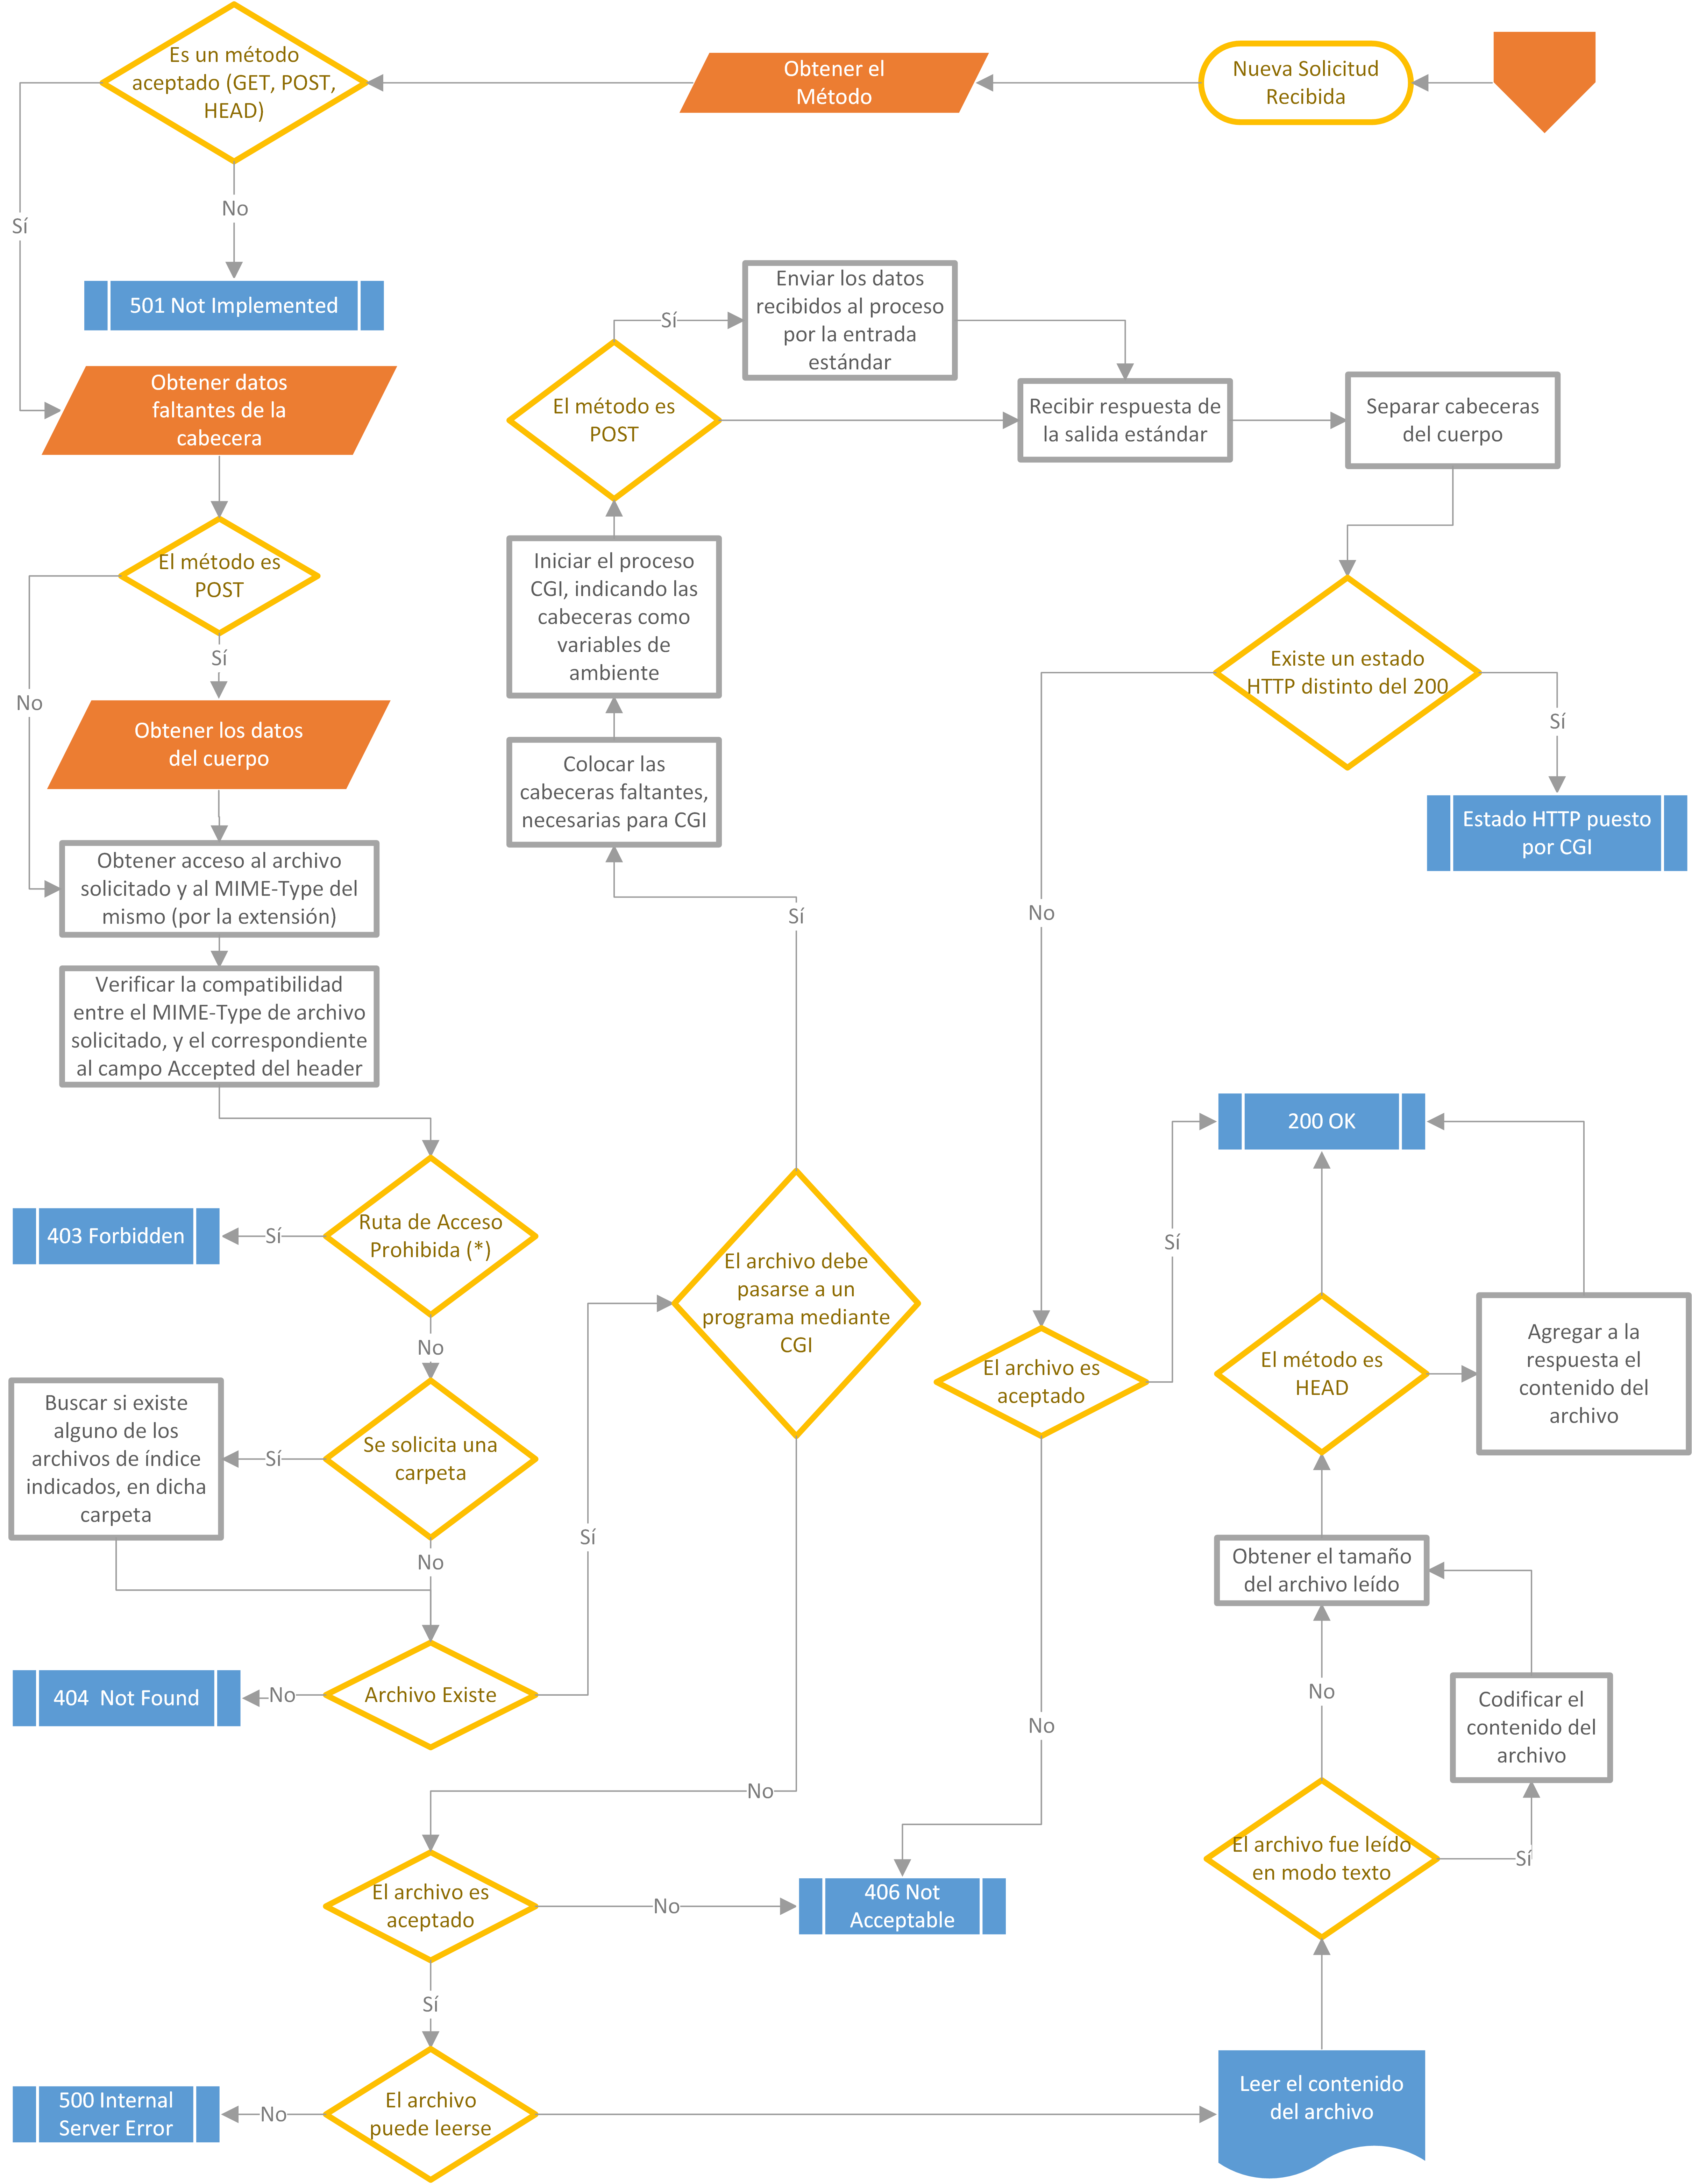 Es un método
aceptado (GET, POST,
HEAD)
Obtener el
Método
Nueva Solicitud
Recibida
No
Sí
501 Not Implemented
Obtener datos
faltantes de la
cabecera
El método es
POST
Sí
No
Obtener los datos
del cuerpo
Obtener acceso al archivo
solicitado y al MIME-Type del
mismo (por la extensión)
Verificar la compatibilidad
entre el MIME-Type de archivo
solicitado, y el correspondiente
al campo Accepted del header
Ruta de Acceso
Prohibida (*)
Sí
403 Forbidden
No
Se solicita una
carpeta
Sí
Buscar si existe
alguno de los
archivos de índice
indicados, en dicha
carpeta
No
Archivo Existe
No
404  Not Found
Sí
El archivo debe
pasarse a un
programa mediante
CGI
Sí
Colocar las
cabeceras faltantes,
necesarias para CGI
Iniciar el proceso
CGI, indicando las
cabeceras como
variables de
ambiente
El método es
POST
Sí
Enviar los datos
recibidos al proceso
por la entrada
estándar
Recibir respuesta de
la salida estándar
Separar cabeceras
del cuerpo
Existe un estado
HTTP distinto del 200
Sí
Estado HTTP puesto
por CGI
No
El archivo es
aceptado
Sí
200 OK
No
406 Not
Acceptable
No
El archivo es
aceptado
No
Sí
El archivo
puede leerse
No
500 Internal
Server Error
Leer el contenido
del archivo
El archivo fue leído
en modo texto
Sí
Codificar el
contenido del
archivo
No
Obtener el tamaño
del archivo leído
El método es
HEAD
Agregar a la
respuesta el
contenido del
archivo